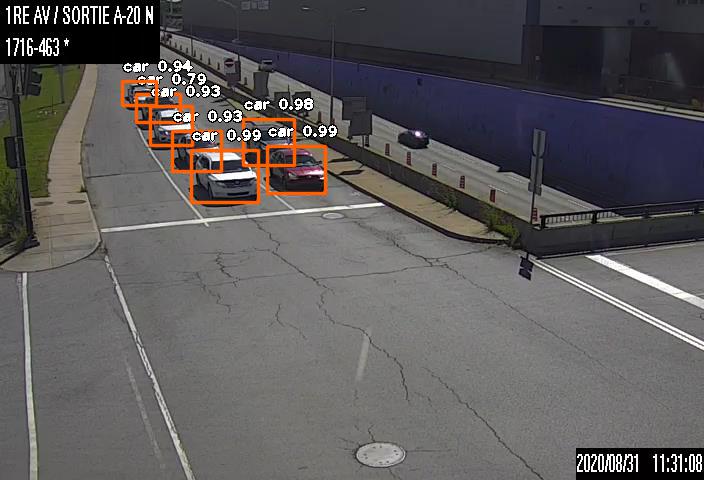 1RE AV / SORTIE A-20 N
1716-463 *
car 0.94
car 0.79
car 0.93
car 0.98
car 0.93
car 0.99
car 0.99
2020/08/31 11:31:08